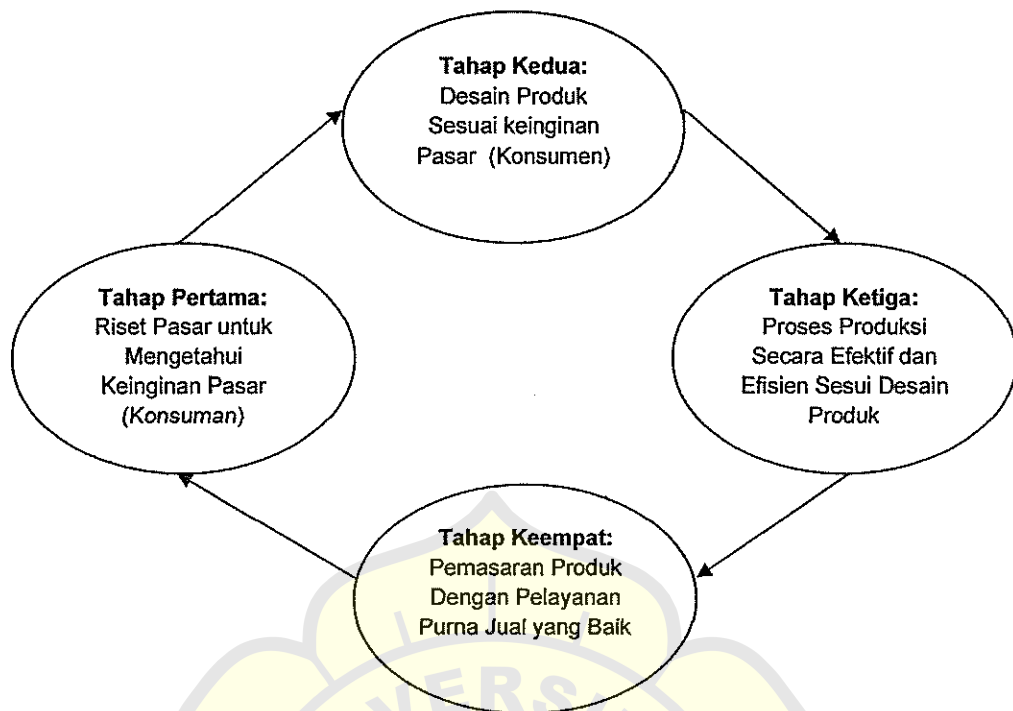 Tahap Kedua:
Desain Produk
Sesuai keinginan
Pasar (Konsumen)
Tahap Pertama:
Riset Pasar untuk
Mengetahui
Keinginan Pasar
(Konsuman)
Tahap Ketiga:
Proses Produksi
Secara Efektif dan
Efisien Sesui Desain
Produk
Tahap Keempat:
Pemasaran Produk
Dengan Pelayanan
Purna Jual yang Baik